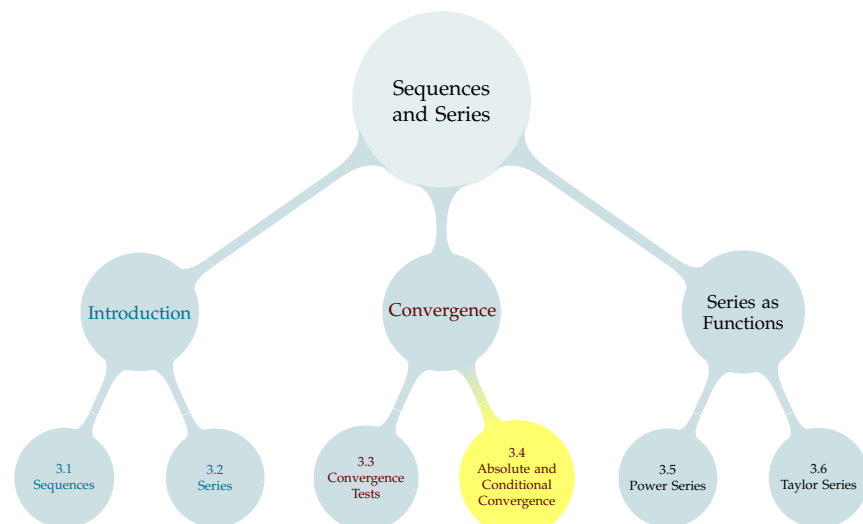 Sequences
and Series
Introduction
Convergence
Series as
Functions
3.1
Sequences
3.2
Series
3.3
Convergence
Tests
3.4
Absolute and
Conditional
Convergence
3.5
Power Series
3.6
Taylor Series